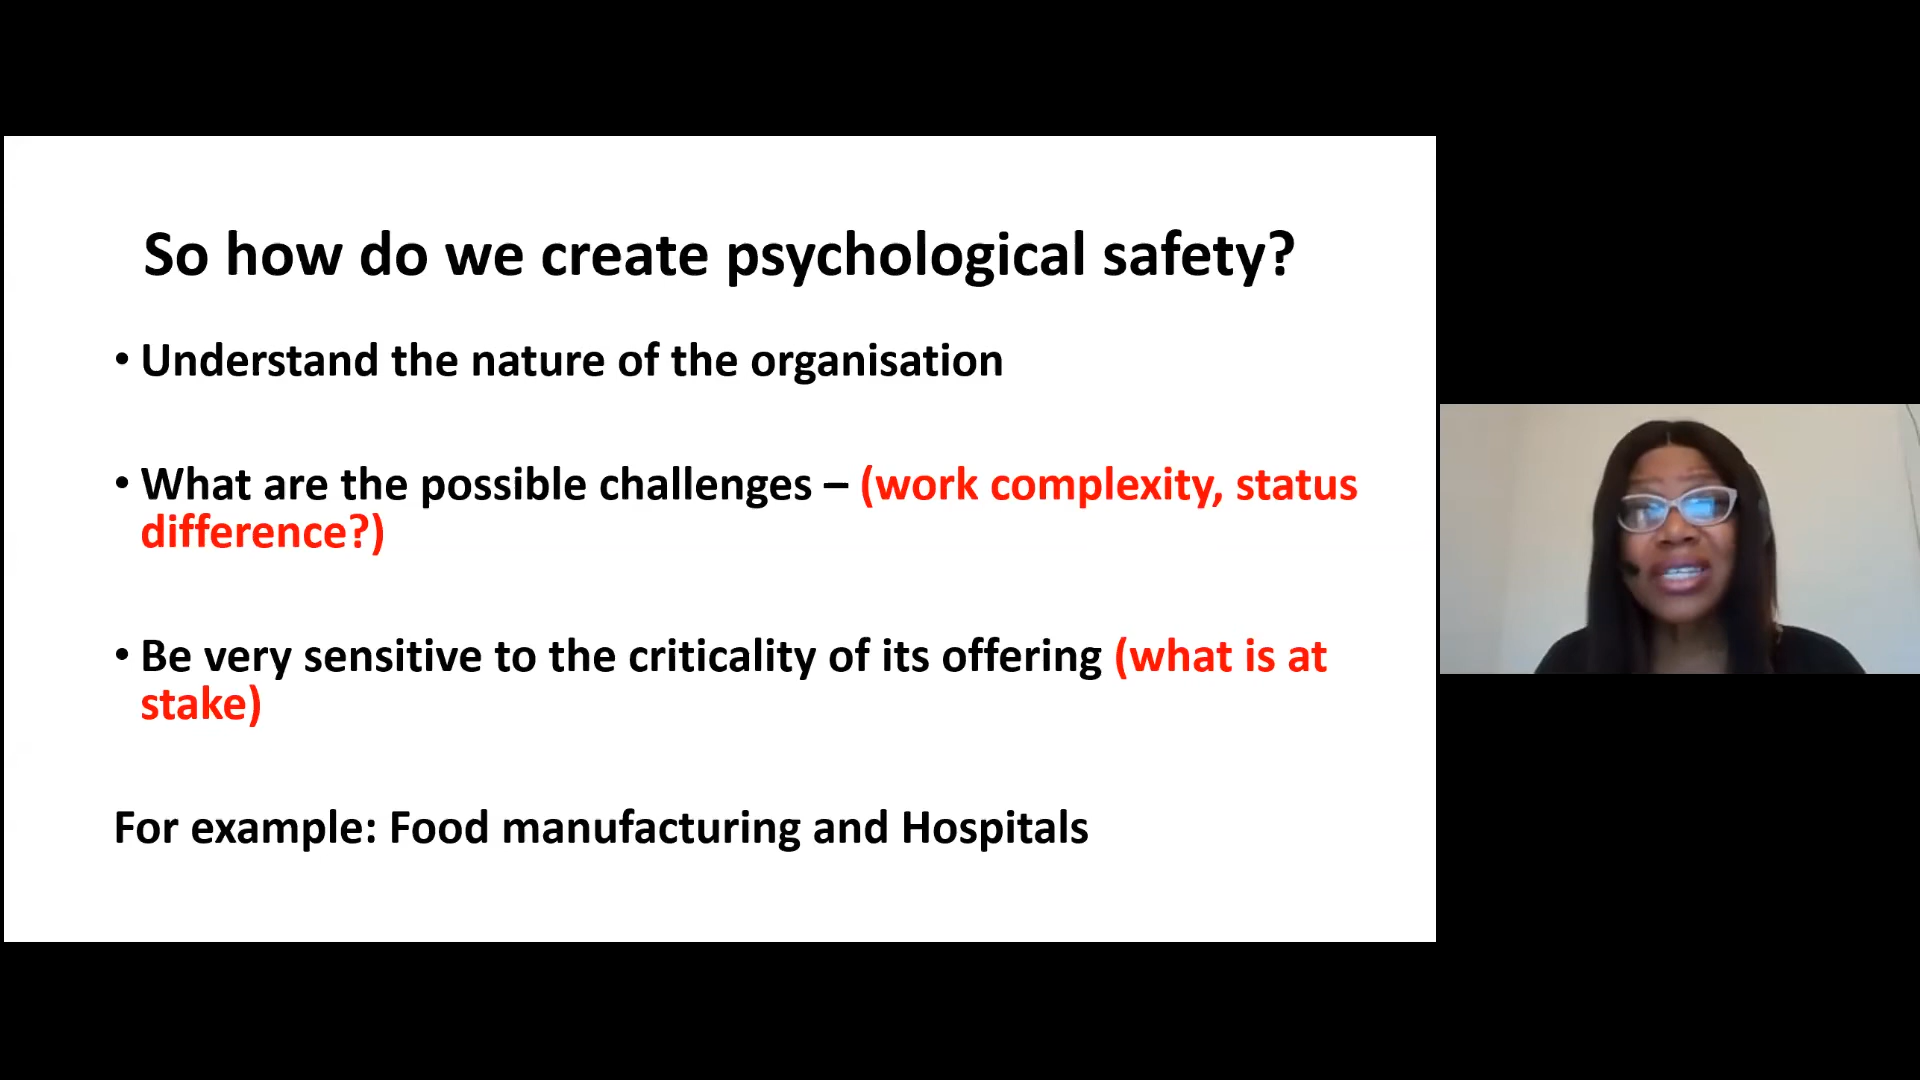 So how do we create psychological safety?
• Understand the nature of the organisation
• What are the possible challenges – (work complexity, status
difference?)
• Be very sensitive to the criticality of its offering (what is at
stake)
For example: Food manufacturing and Hospitals